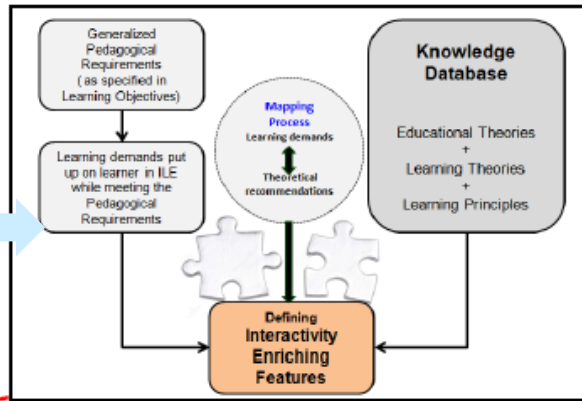 Generalized
Pedagogical
Requirements
( as specified in
Learning Objectives)
Learning demands put
up on learner in ILE
while meeting the
Pedagogical
Requirements
Mapping
Process
Learning demands
Theoretical
recommendations
Knowledge
Database
Educational Theories
+
Learning Theories
+
Learning Principles
Defining
Interactivity
Enriching
Features